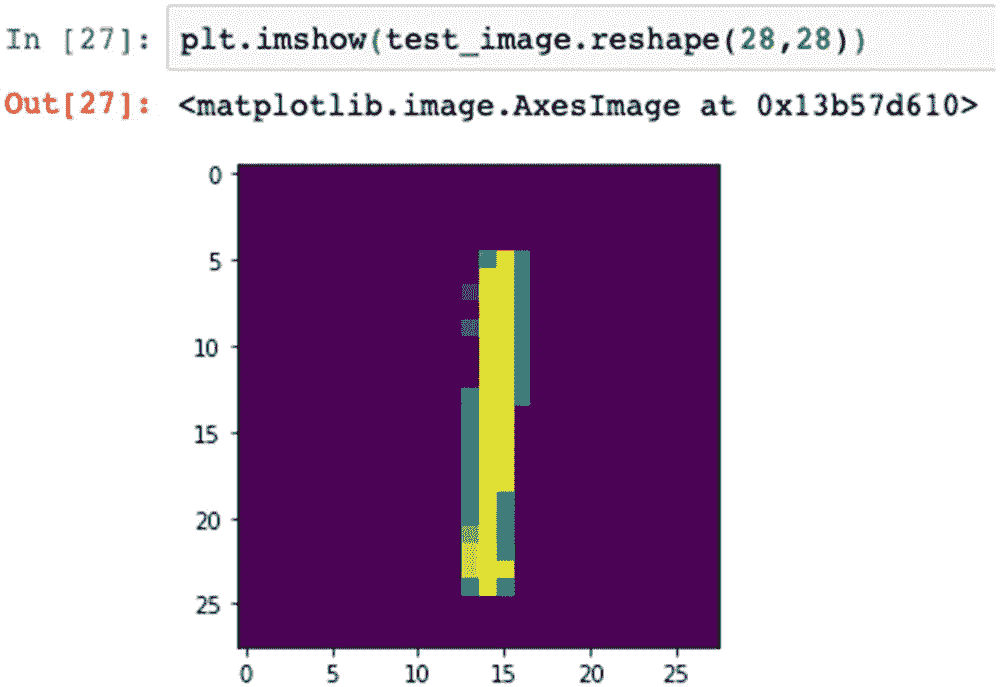 In [27]: plt.imshow(test_image.reshape(28,28))
Out[27]: <matplotlib.image.AxesImage at 0x13b57d610>
0
5
10
15
20
25
0 5 10 15 20 25